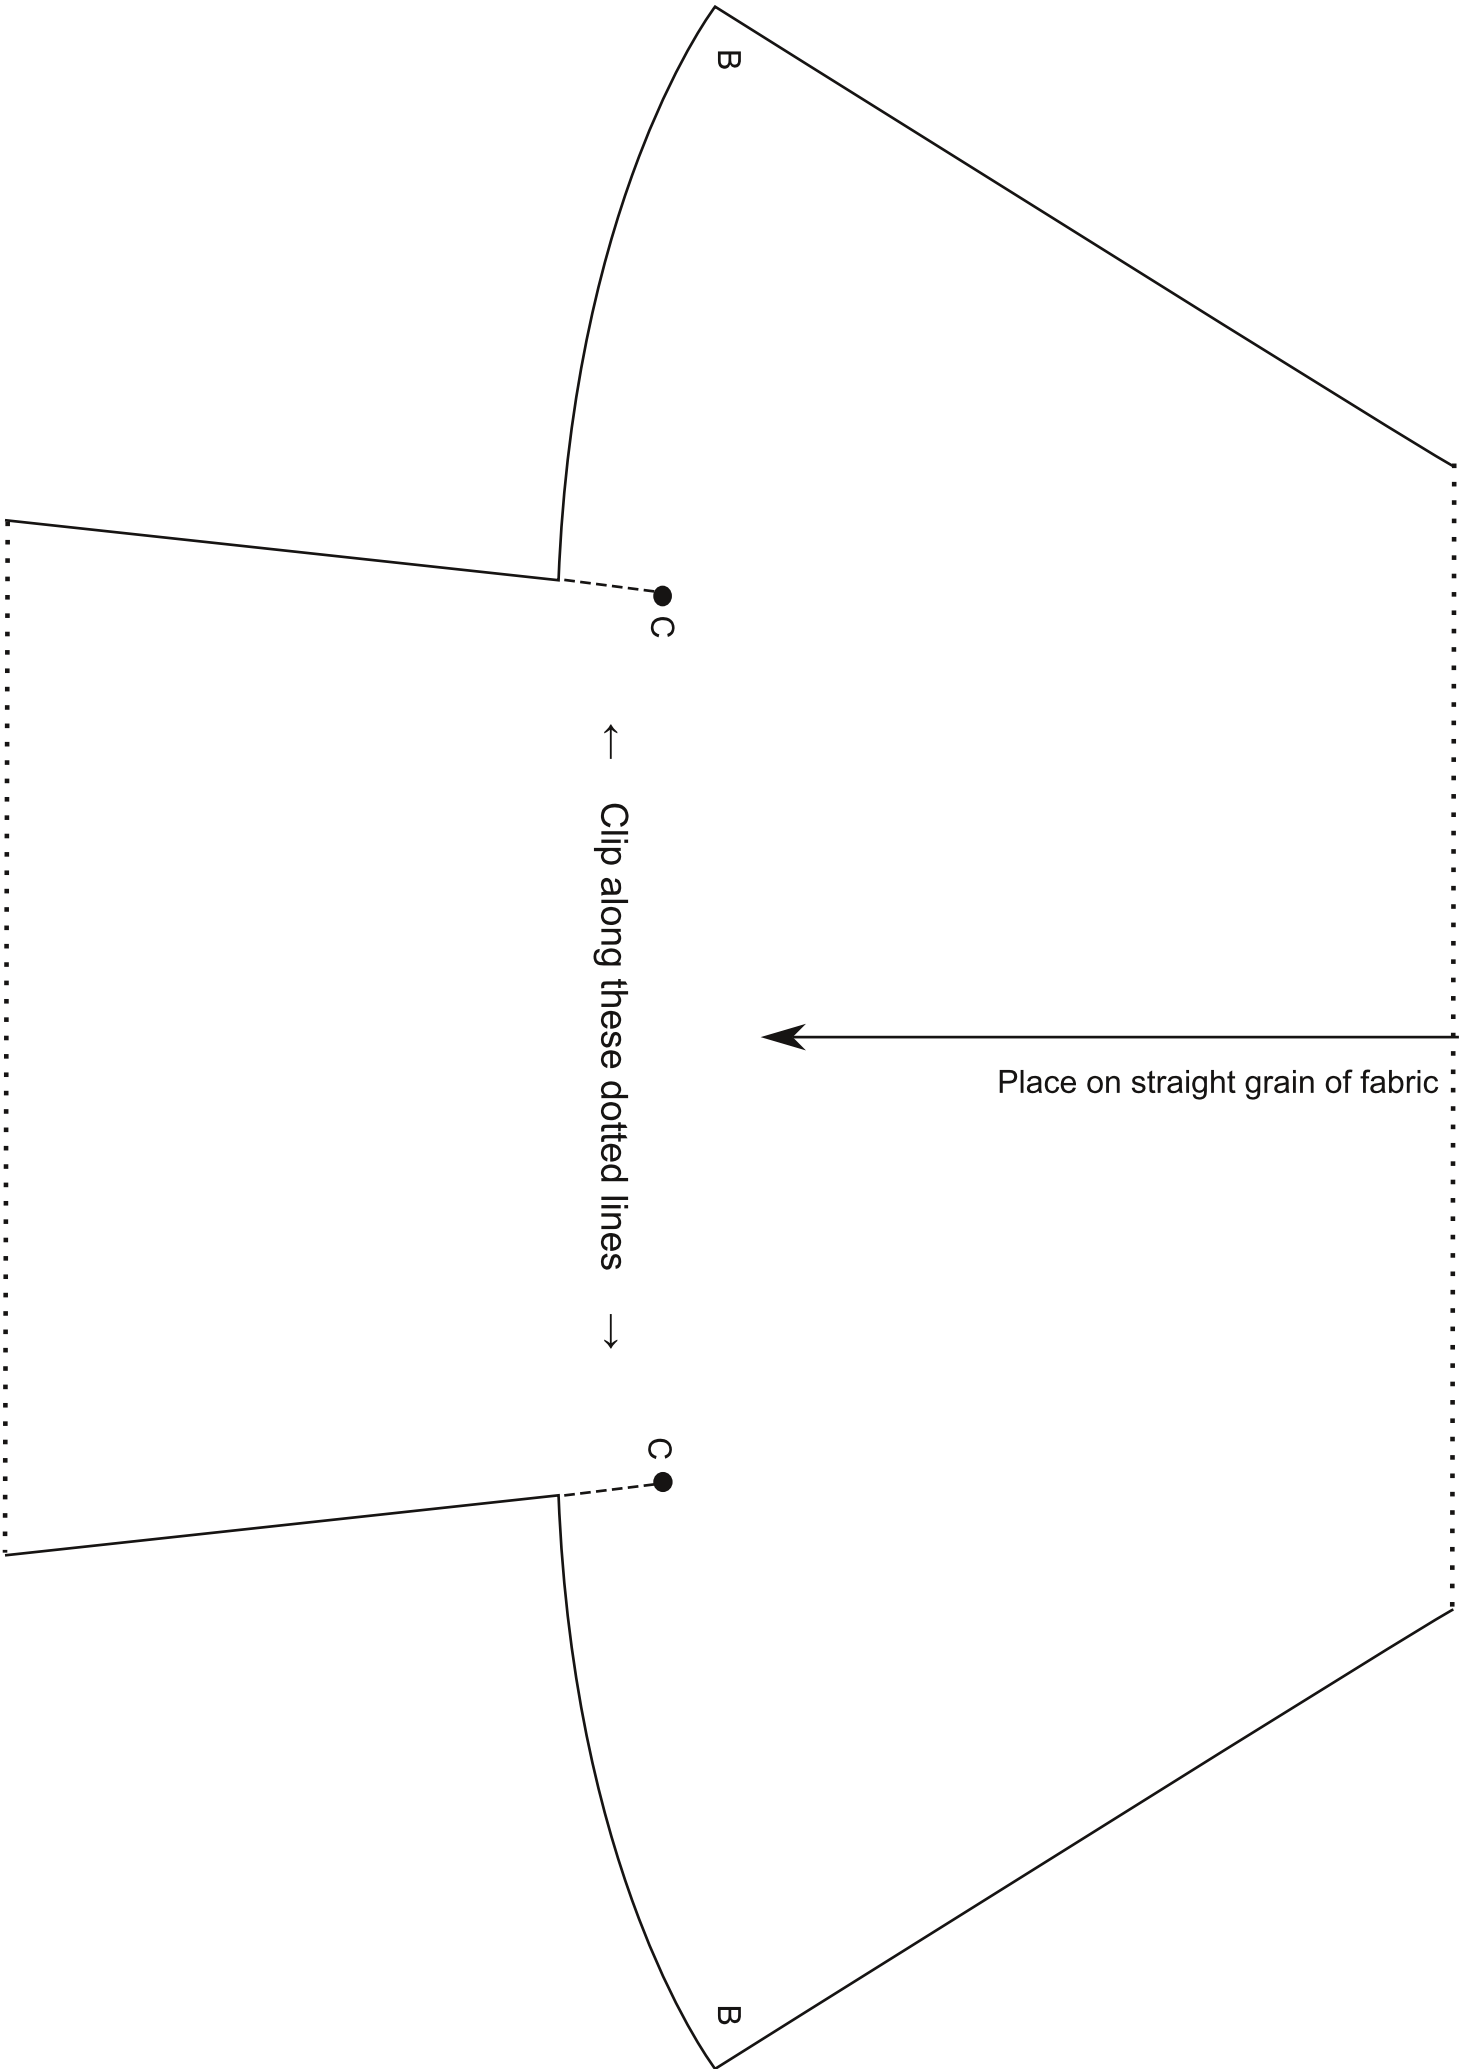 B
C
← Clip along these dotted lines →
Place on straight grain of fabric
C
B